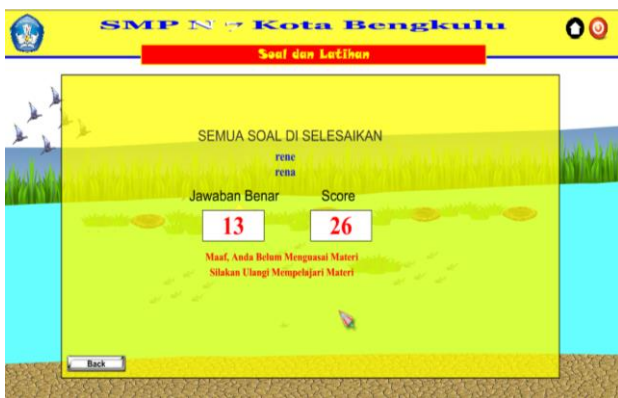 SMP N 7 Kota Bengkulu
Soal dan Latihan
SEMUA SOAL DI SELESAIKAN
rene
rena
Jawaban Benar Score
13 26
Maaf, Anda Belum Menguasai Materi
Silakan Ulangi Mempelajari Materi
Back